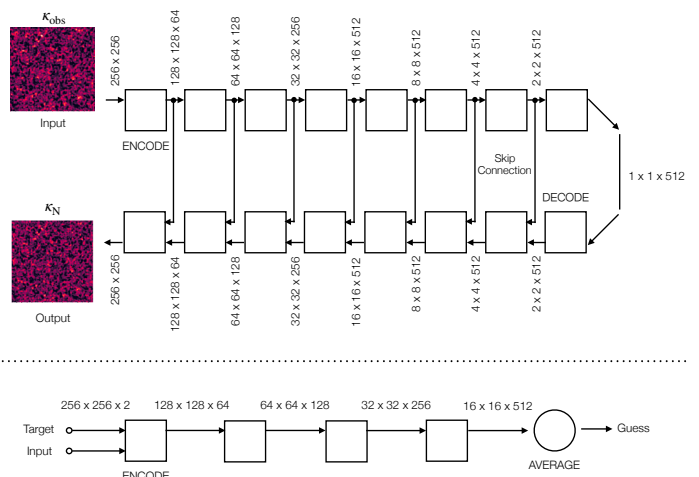 κobs
256 x 256
128 x 128 x 64
64 x 64 x 128
32 x 32 x 256
16 x 16 x 512
8 x 8 x 512
4 x 4 x 512
2 x 2 x 512
Input
ENCODE
Skip
Connection
1 x 1 x 512
DECODE
κN
Output
256 x 256
128 x 128 x 64
64 x 64 x 128
32 x 32 x 256
16 x 16 x 512
8 x 8 x 512
4 x 4 x 512
2 x 2 x 512
256 x 256 x 2
128 x 128 x 64
64 x 64 x 128
32 x 32 x 256
16 x 16 x 512
Target
Input
Guess
ENCODE
AVERAGE